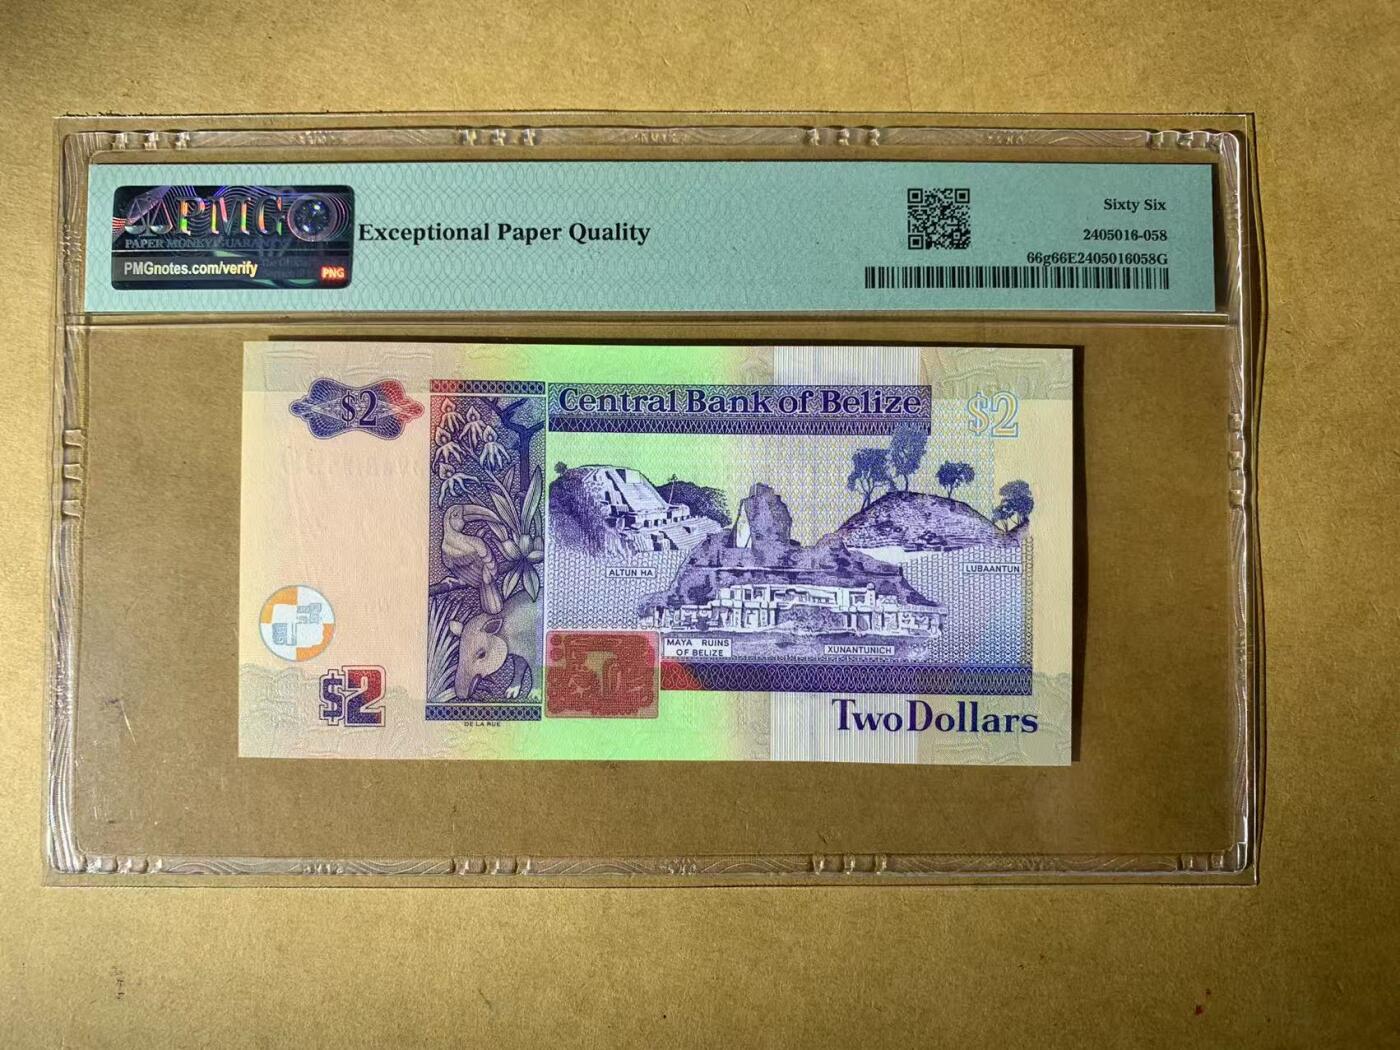 PMG
PAPER MONEY GUARANTY
PMGnotes.com/verify
PNG
Exceptional Paper Quality
Sixty Six
2405016-058
66g66E2405016058G
$2
Central Bank of Belize
$2
ALTUN HA
LUBAANTUN
MAYA RUINS
OF BELIZE
XUNANTUNICH
$2
Two Dollars
DE LA RUE